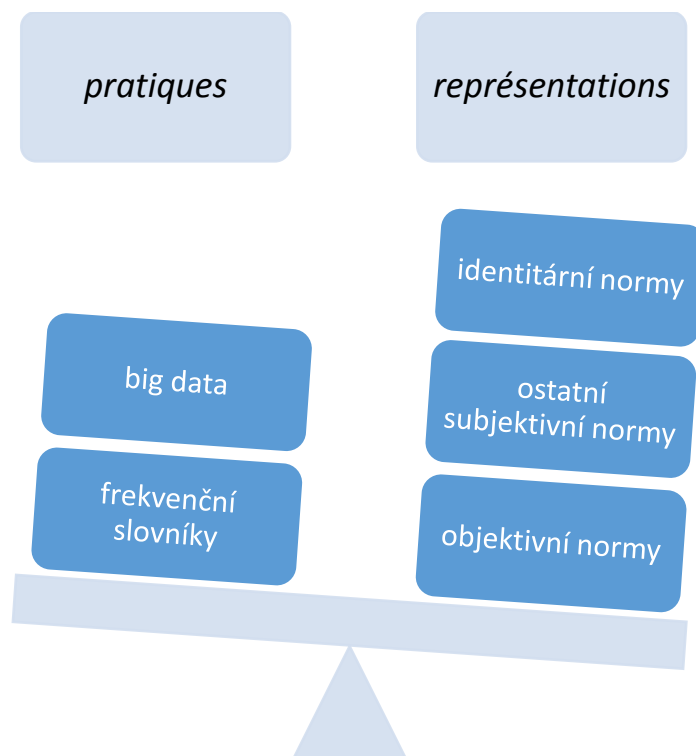 pratiques
représentations
identitární normy
big data
ostatní
subjektivní normy
frekvenční
slovníky
objektivní normy